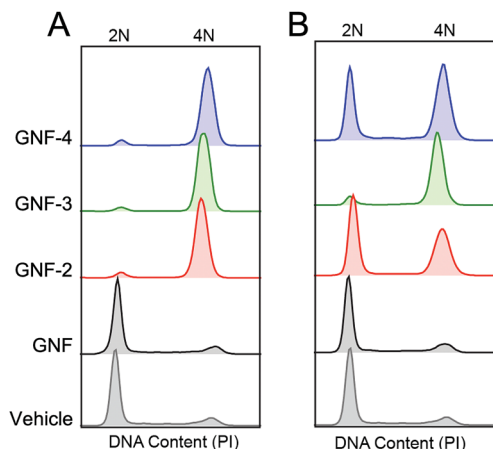 A
B
2N 4N
2N 4N
GNF-4
GNF-3
GNF-2
GNF
Vehicle
DNA Content (PI)
DNA Content (PI)